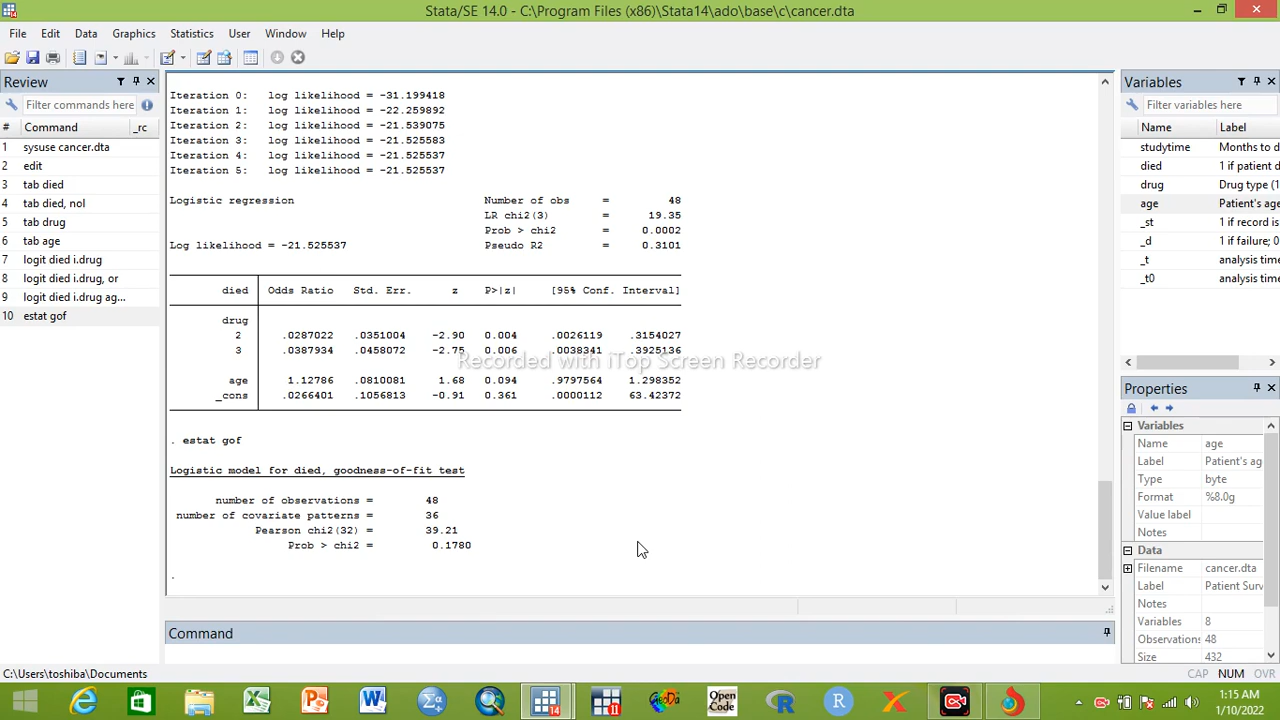 Stata/SE 14.0 - C:\Program Files (x86)\Stata14\ado\base\c\cancer.dta
File Edit Data Graphics Statistics User Window Help
Review
Filter commands here
# Command _rc
1 sysuse cancer.dta
2 edit
3 tab died
4 tab died, nol
5 tab drug
6 tab age
7 logit died i.drug
8 logit died i.drug, or
9 logit died i.drug ag...
10 estat gof
Iteration 0: log likelihood = -31.199418
Iteration 1: log likelihood = -22.259892
Iteration 2: log likelihood = -21.539075
Iteration 3: log likelihood = -21.525583
Iteration 4: log likelihood = -21.525537
Iteration 5: log likelihood = -21.525537
Logistic regression Number of obs = 48
LR chi2(3) = 19.35
Prob > chi2 = 0.0002
Log likelihood = -21.525537 Pseudo R2 = 0.3101
died Odds Ratio Std. Err. z P>|z| [95% Conf. Interval]
drug
2 .0287022 .0351004 -2.90 0.004 .0026119 .3154027
3 .0387934 .0458072 -2.75 0.006 .0038341 .3925136
Recorded with iTop Screen Recorder
age 1.12786 .0810081 1.68 0.094 .9797564 1.298352
_cons .0266401 .1056813 -0.91 0.361 .0000112 63.42372
. estat gof
Logistic model for died, goodness-of-fit test
number of observations = 48
number of covariate patterns = 36
Pearson chi2(32) = 39.21
Prob > chi2 = 0.1780
.
Command
Variables
Filter variables here
Name Label
studytime Months to d
died 1 if patient d
drug Drug type (1
age Patient's age
_st 1 if record is
_d 1 if failure; 0
_t analysis time
_t0 analysis time
Properties
Variables
Name age
Label Patient's ag
Type byte
Format %8.0g
Value label
Notes
Data
Filename cancer.dta
Label Patient Surv
Notes
Variables 8
Observations 48
Size 432
C:\Users\toshiba\Documents
CAP NUM OVR
14
11
Open
Code
R
R
1:15 AM
1/10/2022